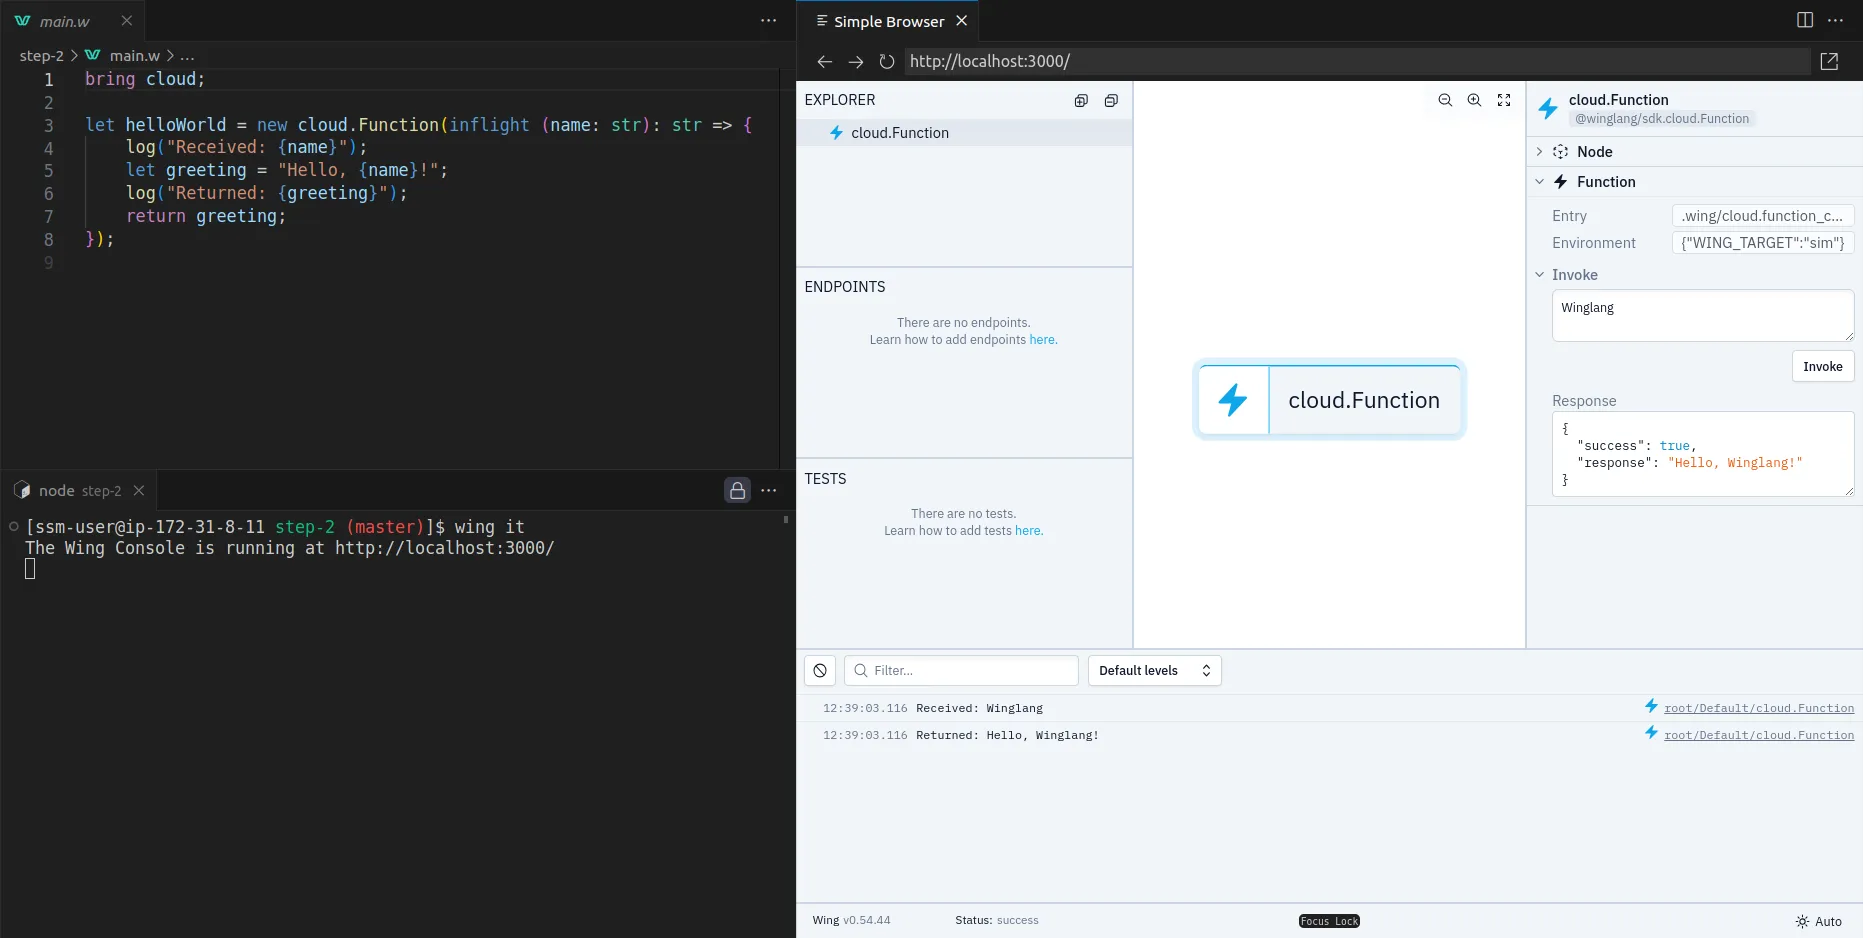 main.w
step-2 > main.w > ...
1 bring cloud;
2
3 let helloWorld = new cloud.Function(inflight (name: str): str => {
4 log("Received: {name}");
5 let greeting = "Hello, {name}!";
6 log("Returned: {greeting}");
7 return greeting;
8 });
9
node step-2
[ssm-user@ip-172-31-8-11 step-2 (master)]$ wing it
The Wing Console is running at http://localhost:3000/
Simple Browser
http://localhost:3000/
EXPLORER
cloud.Function
ENDPOINTS
There are no endpoints.
Learn how to add endpoints here.
TESTS
There are no tests.
Learn how to add tests here.
cloud.Function
cloud.Function
@winglang/sdk.cloud.Function
Node
Function
Entry .wing/cloud.function_c...
Environment {"WING_TARGET":"sim"}
Invoke
Winglang
Invoke
Response
{
"success": true,
"response": "Hello, Winglang!"
}
Filter...
Default levels
12:39:03.116 Received: Winglang root/Default/cloud.Function
12:39:03.116 Returned: Hello, Winglang! root/Default/cloud.Function
Wing v0.54.44 Status: success Focus Lock Auto